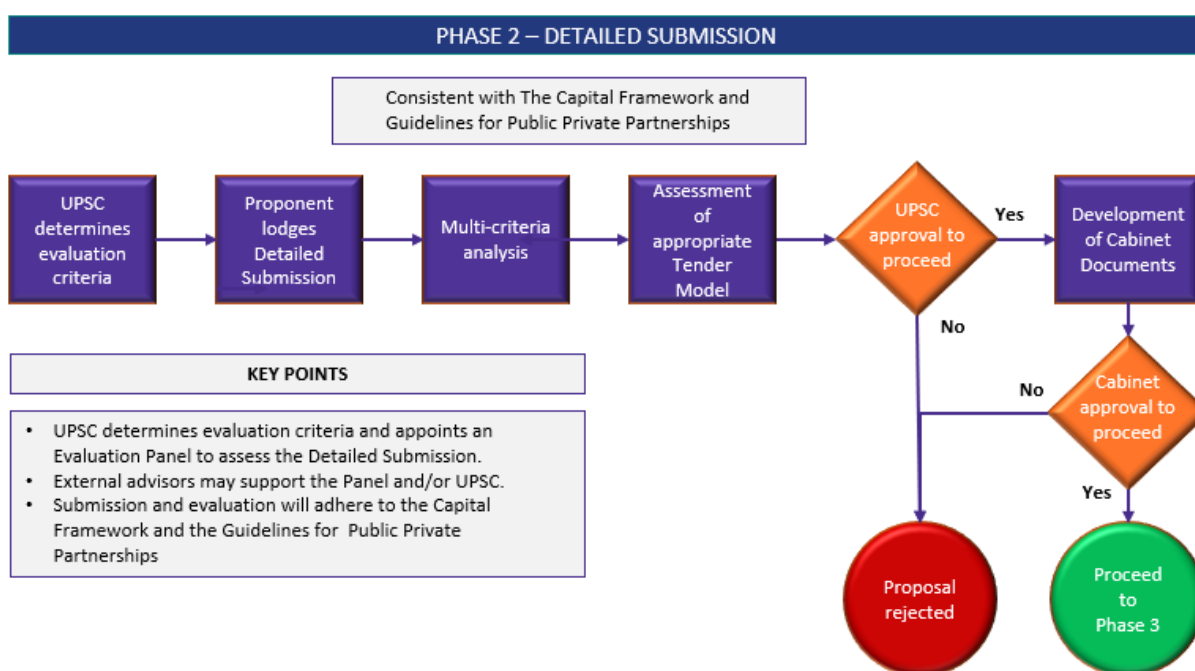 PHASE 2 – DETAILED SUBMISSION
Consistent with The Capital Framework and
Guidelines for Public Private Partnerships
UPSC
determines
evaluation
criteria
Proponent
lodges
Detailed
Submission
Multi-criteria
analysis
Assessment
of
appropriate
Tender
Model
UPSC
approval to
proceed
Yes
Development
of Cabinet
Documents
No
No
Cabinet
approval to
proceed
Yes
KEY POINTS
• UPSC determines evaluation criteria and appoints an
Evaluation Panel to assess the Detailed Submission.
• External advisors may support the Panel and/or UPSC.
• Submission and evaluation will adhere to the Capital
Framework and the Guidelines for Public Private
Partnerships
Proposal
rejected
Proceed
to
Phase 3